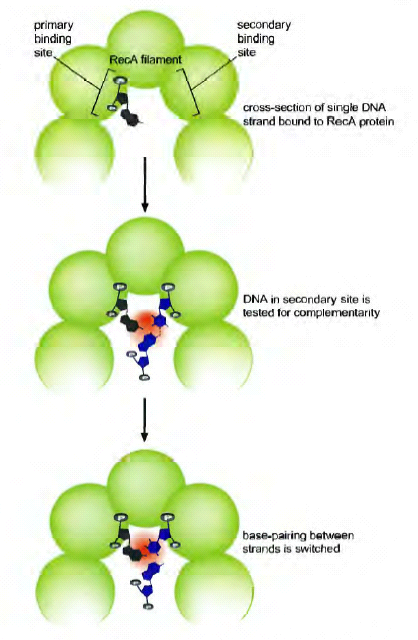 primary
binding
site
secondary
binding
site
RecA filament
cross-section of single DNA
strand bound to RecA protein
DNA in secondary site is
tested for complementarity
base-pairing between
strands is switched